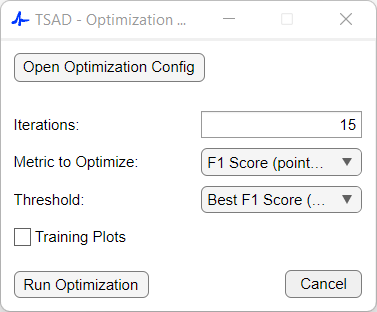 TSAD - Optimization ...
Open Optimization Config
Iterations: 15
Metric to Optimize: F1 Score (point...
Threshold: Best F1 Score (...
Training Plots
Run Optimization Cancel